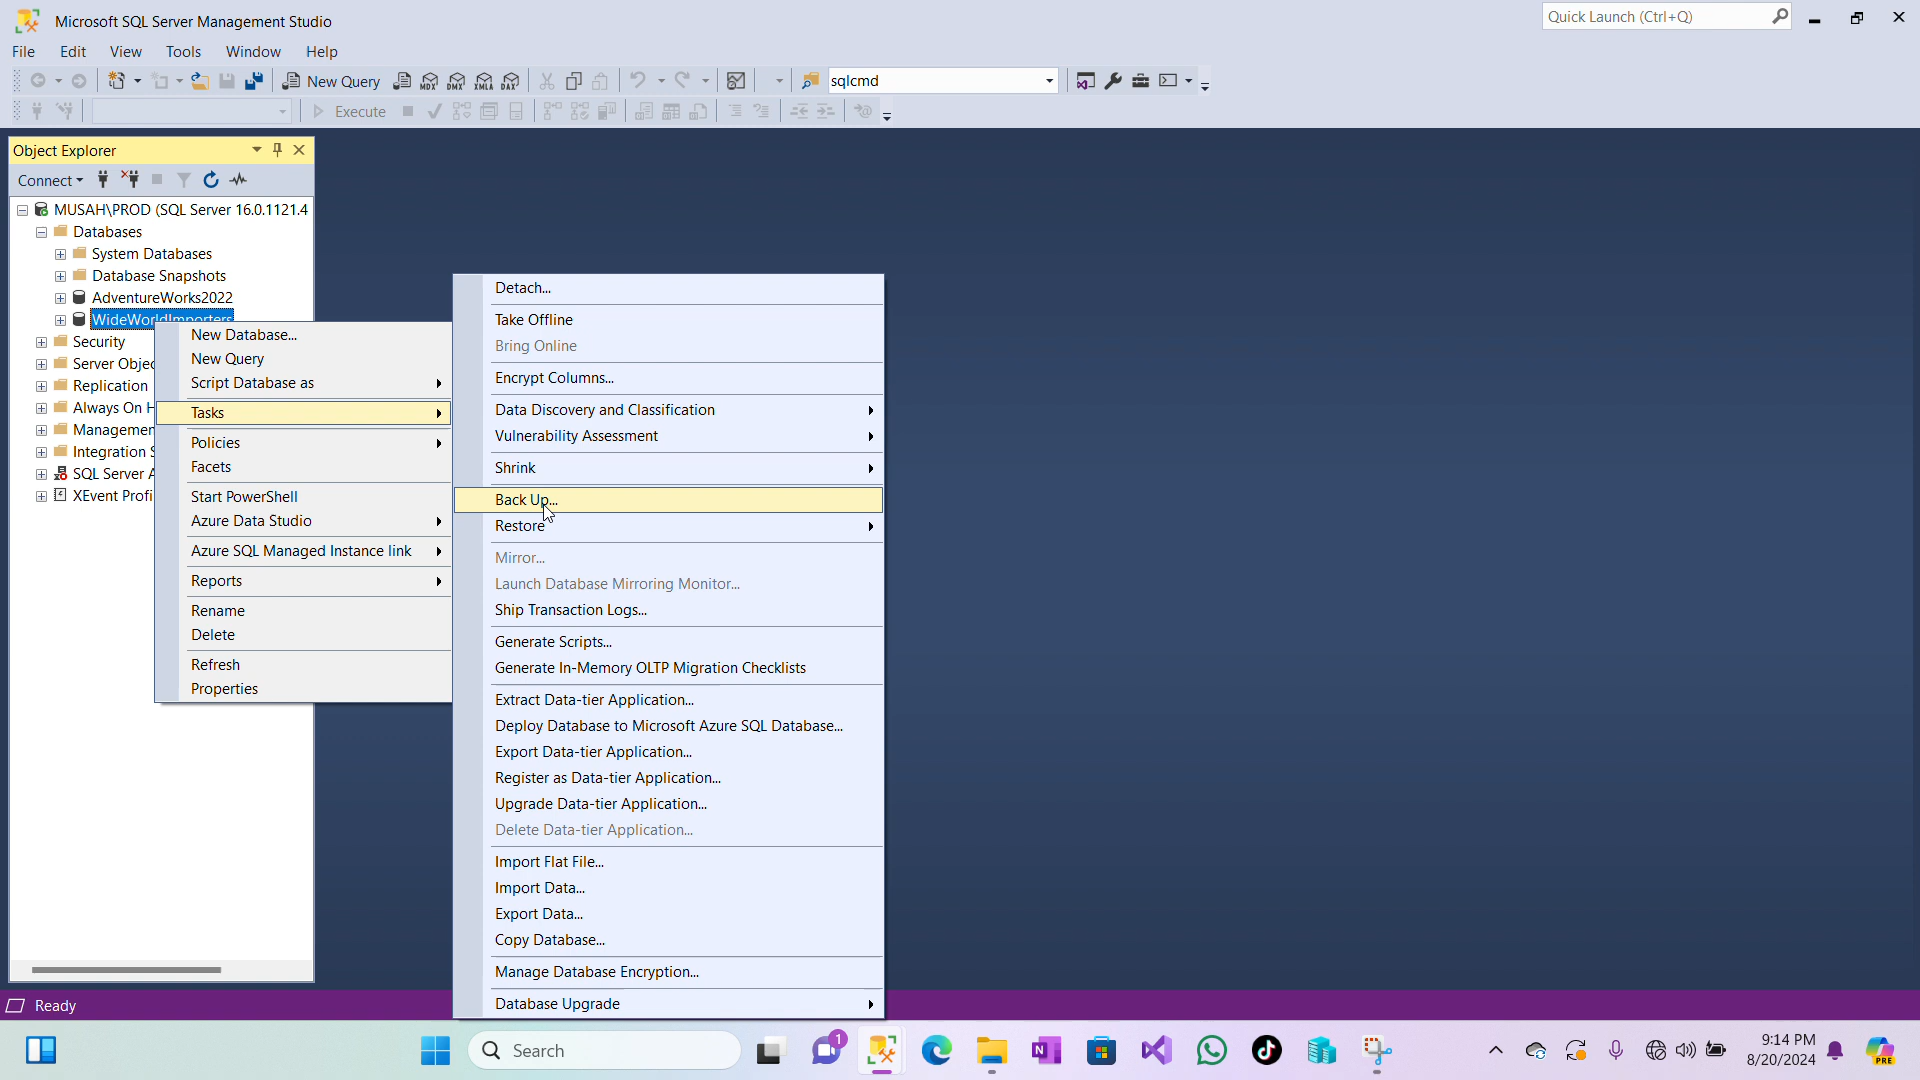 Microsoft SQL Server Management Studio
Quick Launch (Ctrl+Q)
File Edit View Tools Window Help
New Query MDX DMX XMLA DAX sqlcmd
Execute
Object Explorer
Connect
MUSAH\PROD (SQL Server 16.0.1121.4
Databases
System Databases
Database Snapshots
AdventureWorks2022
WideWorldImporters
Security
Server Objec
Replication
Always On H
Managemen
Integration S
SQL Server A
XEvent Profi
New Database...
New Query
Script Database as
Tasks
Policies
Facets
Start PowerShell
Azure Data Studio
Azure SQL Managed Instance link
Reports
Rename
Delete
Refresh
Properties
Detach...
Take Offline
Bring Online
Encrypt Columns...
Data Discovery and Classification
Vulnerability Assessment
Shrink
Back Up...
Restore
Mirror...
Launch Database Mirroring Monitor...
Ship Transaction Logs...
Generate Scripts...
Generate In-Memory OLTP Migration Checklists
Extract Data-tier Application...
Deploy Database to Microsoft Azure SQL Database...
Export Data-tier Application...
Register as Data-tier Application...
Upgrade Data-tier Application...
Delete Data-tier Application...
Import Flat File...
Import Data...
Export Data...
Copy Database...
Manage Database Encryption...
Database Upgrade
Ready
Search
1
N
9:14 PM
8/20/2024
PRE